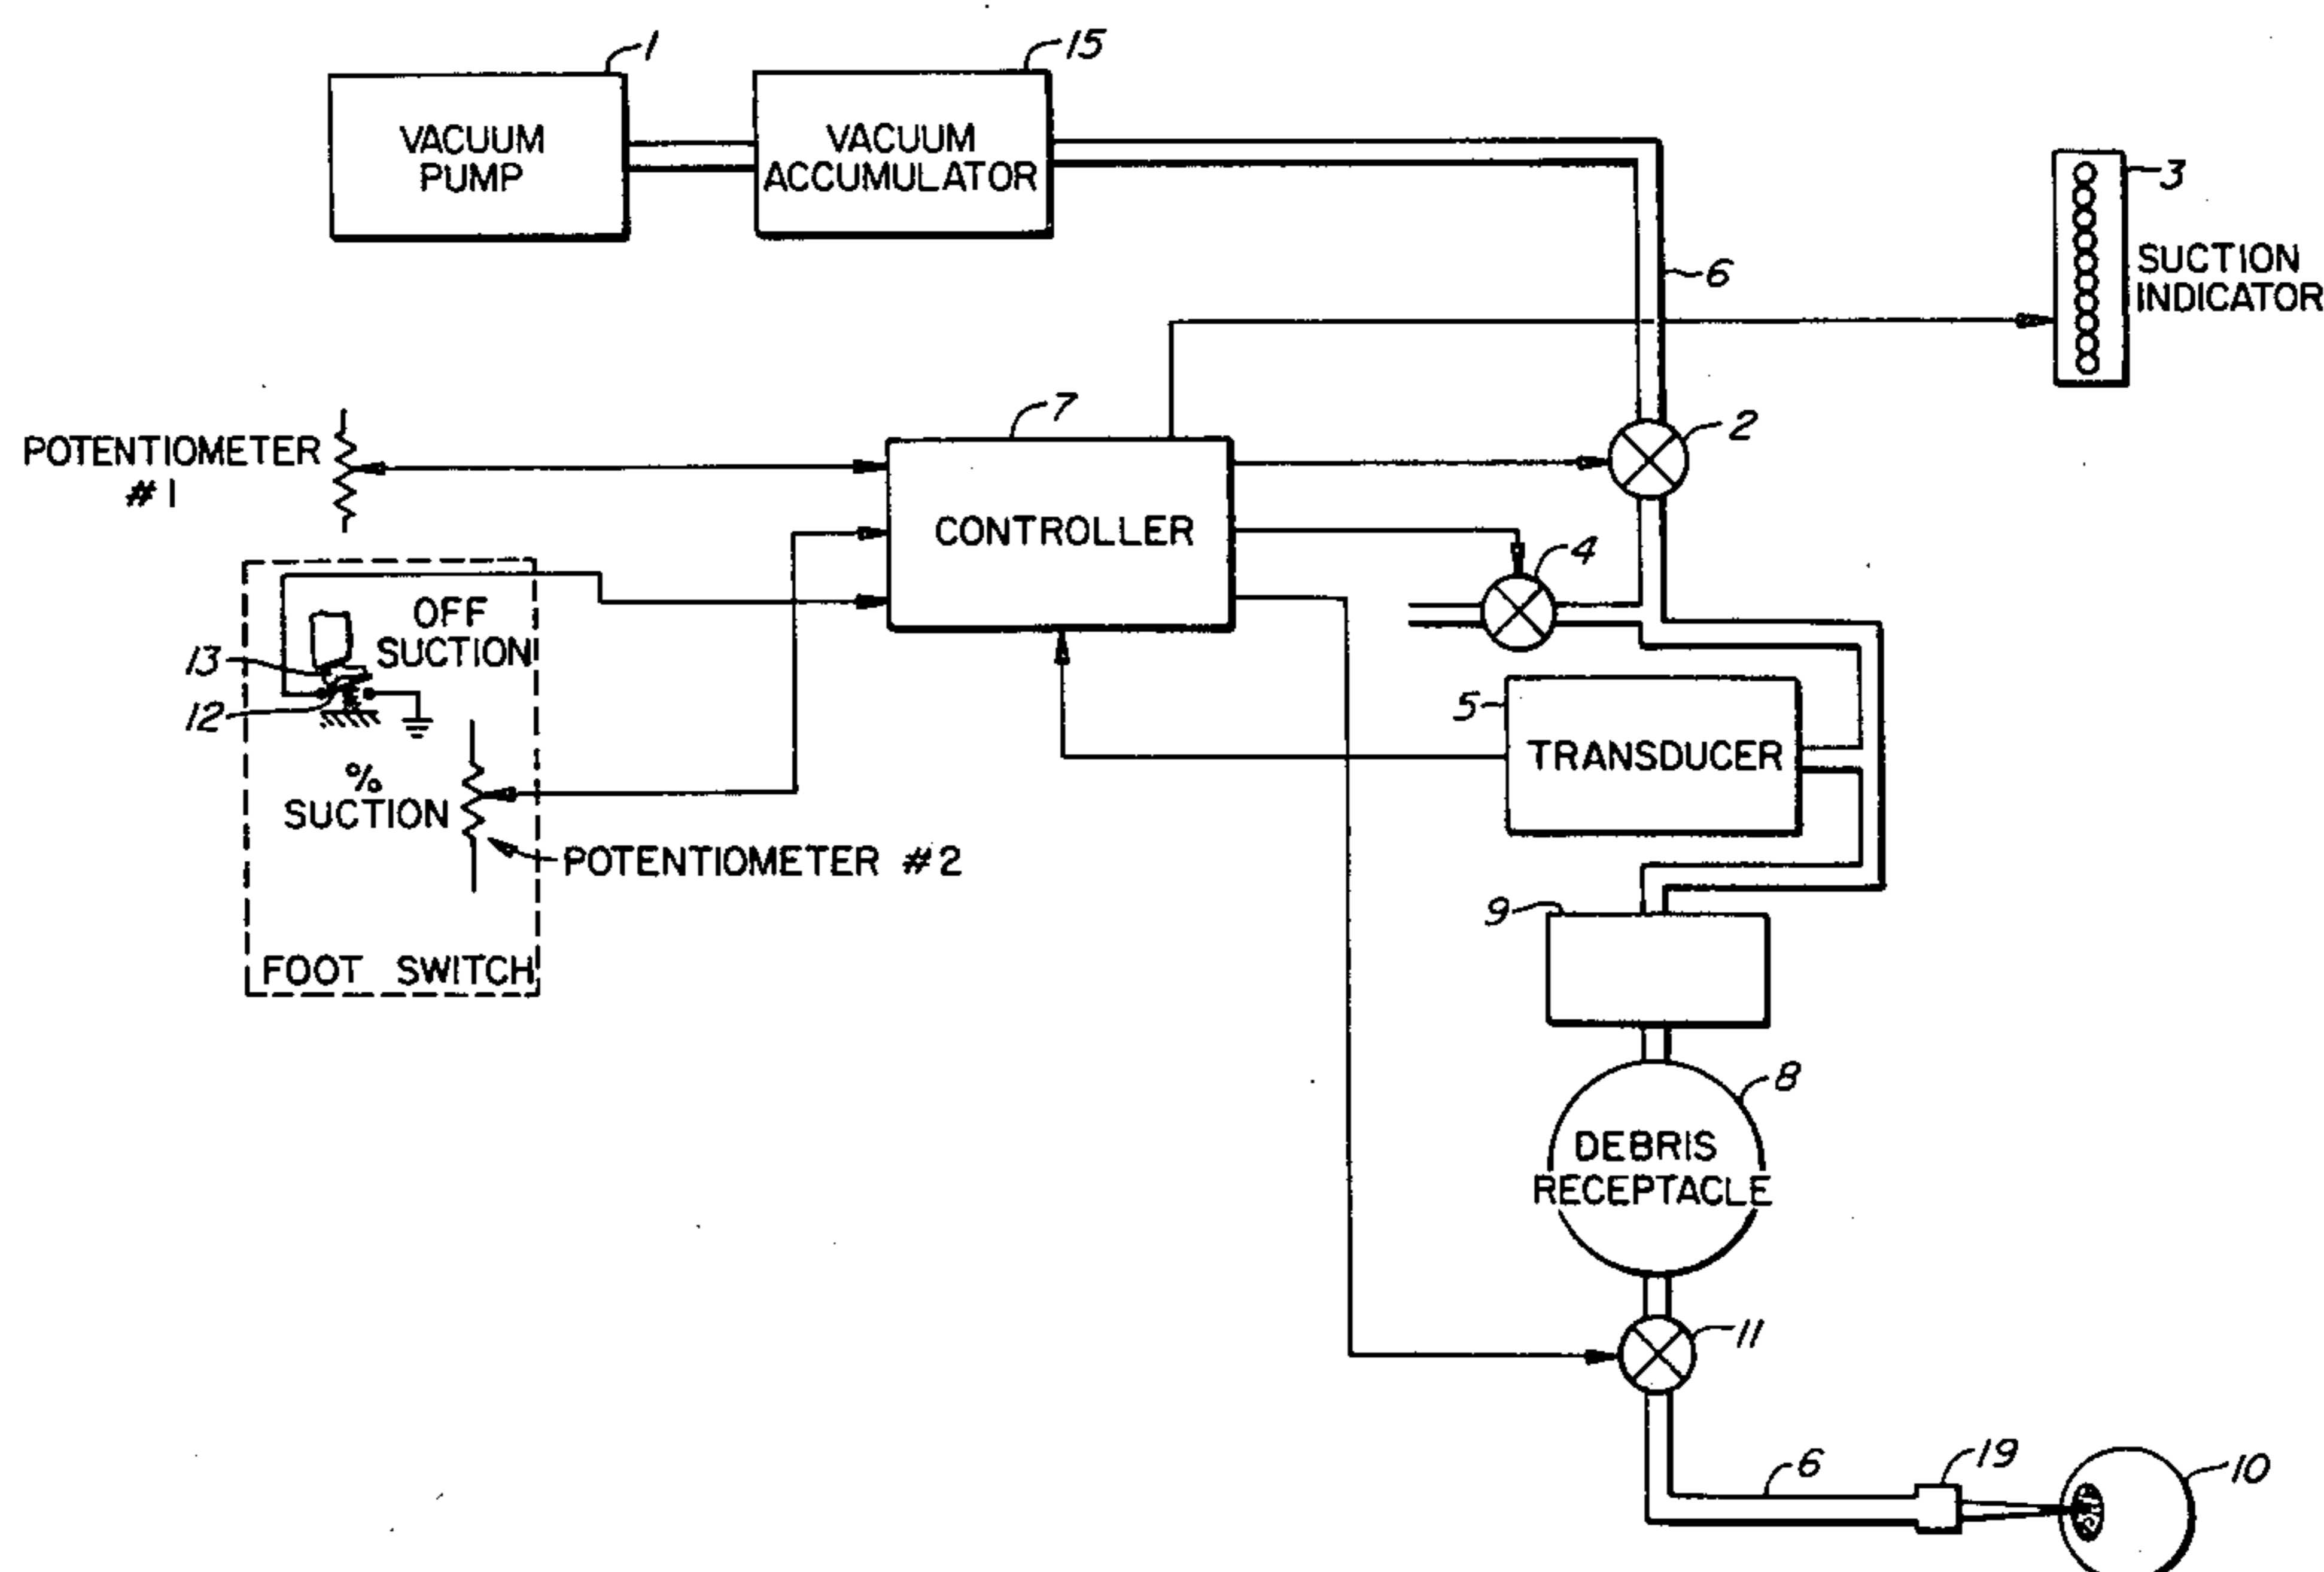 1
15
VACUUM
PUMP
VACUUM
ACCUMULATOR
3
SUCTION
INDICATOR
6
2
7
POTENTIOMETER
#1
CONTROLLER
4
OFF
SUCTION
13
12
5
TRANSDUCER
%
SUCTION
POTENTIOMETER #2
9
FOOT SWITCH
8
DEBRIS
RECEPTACLE
11
6
19
10